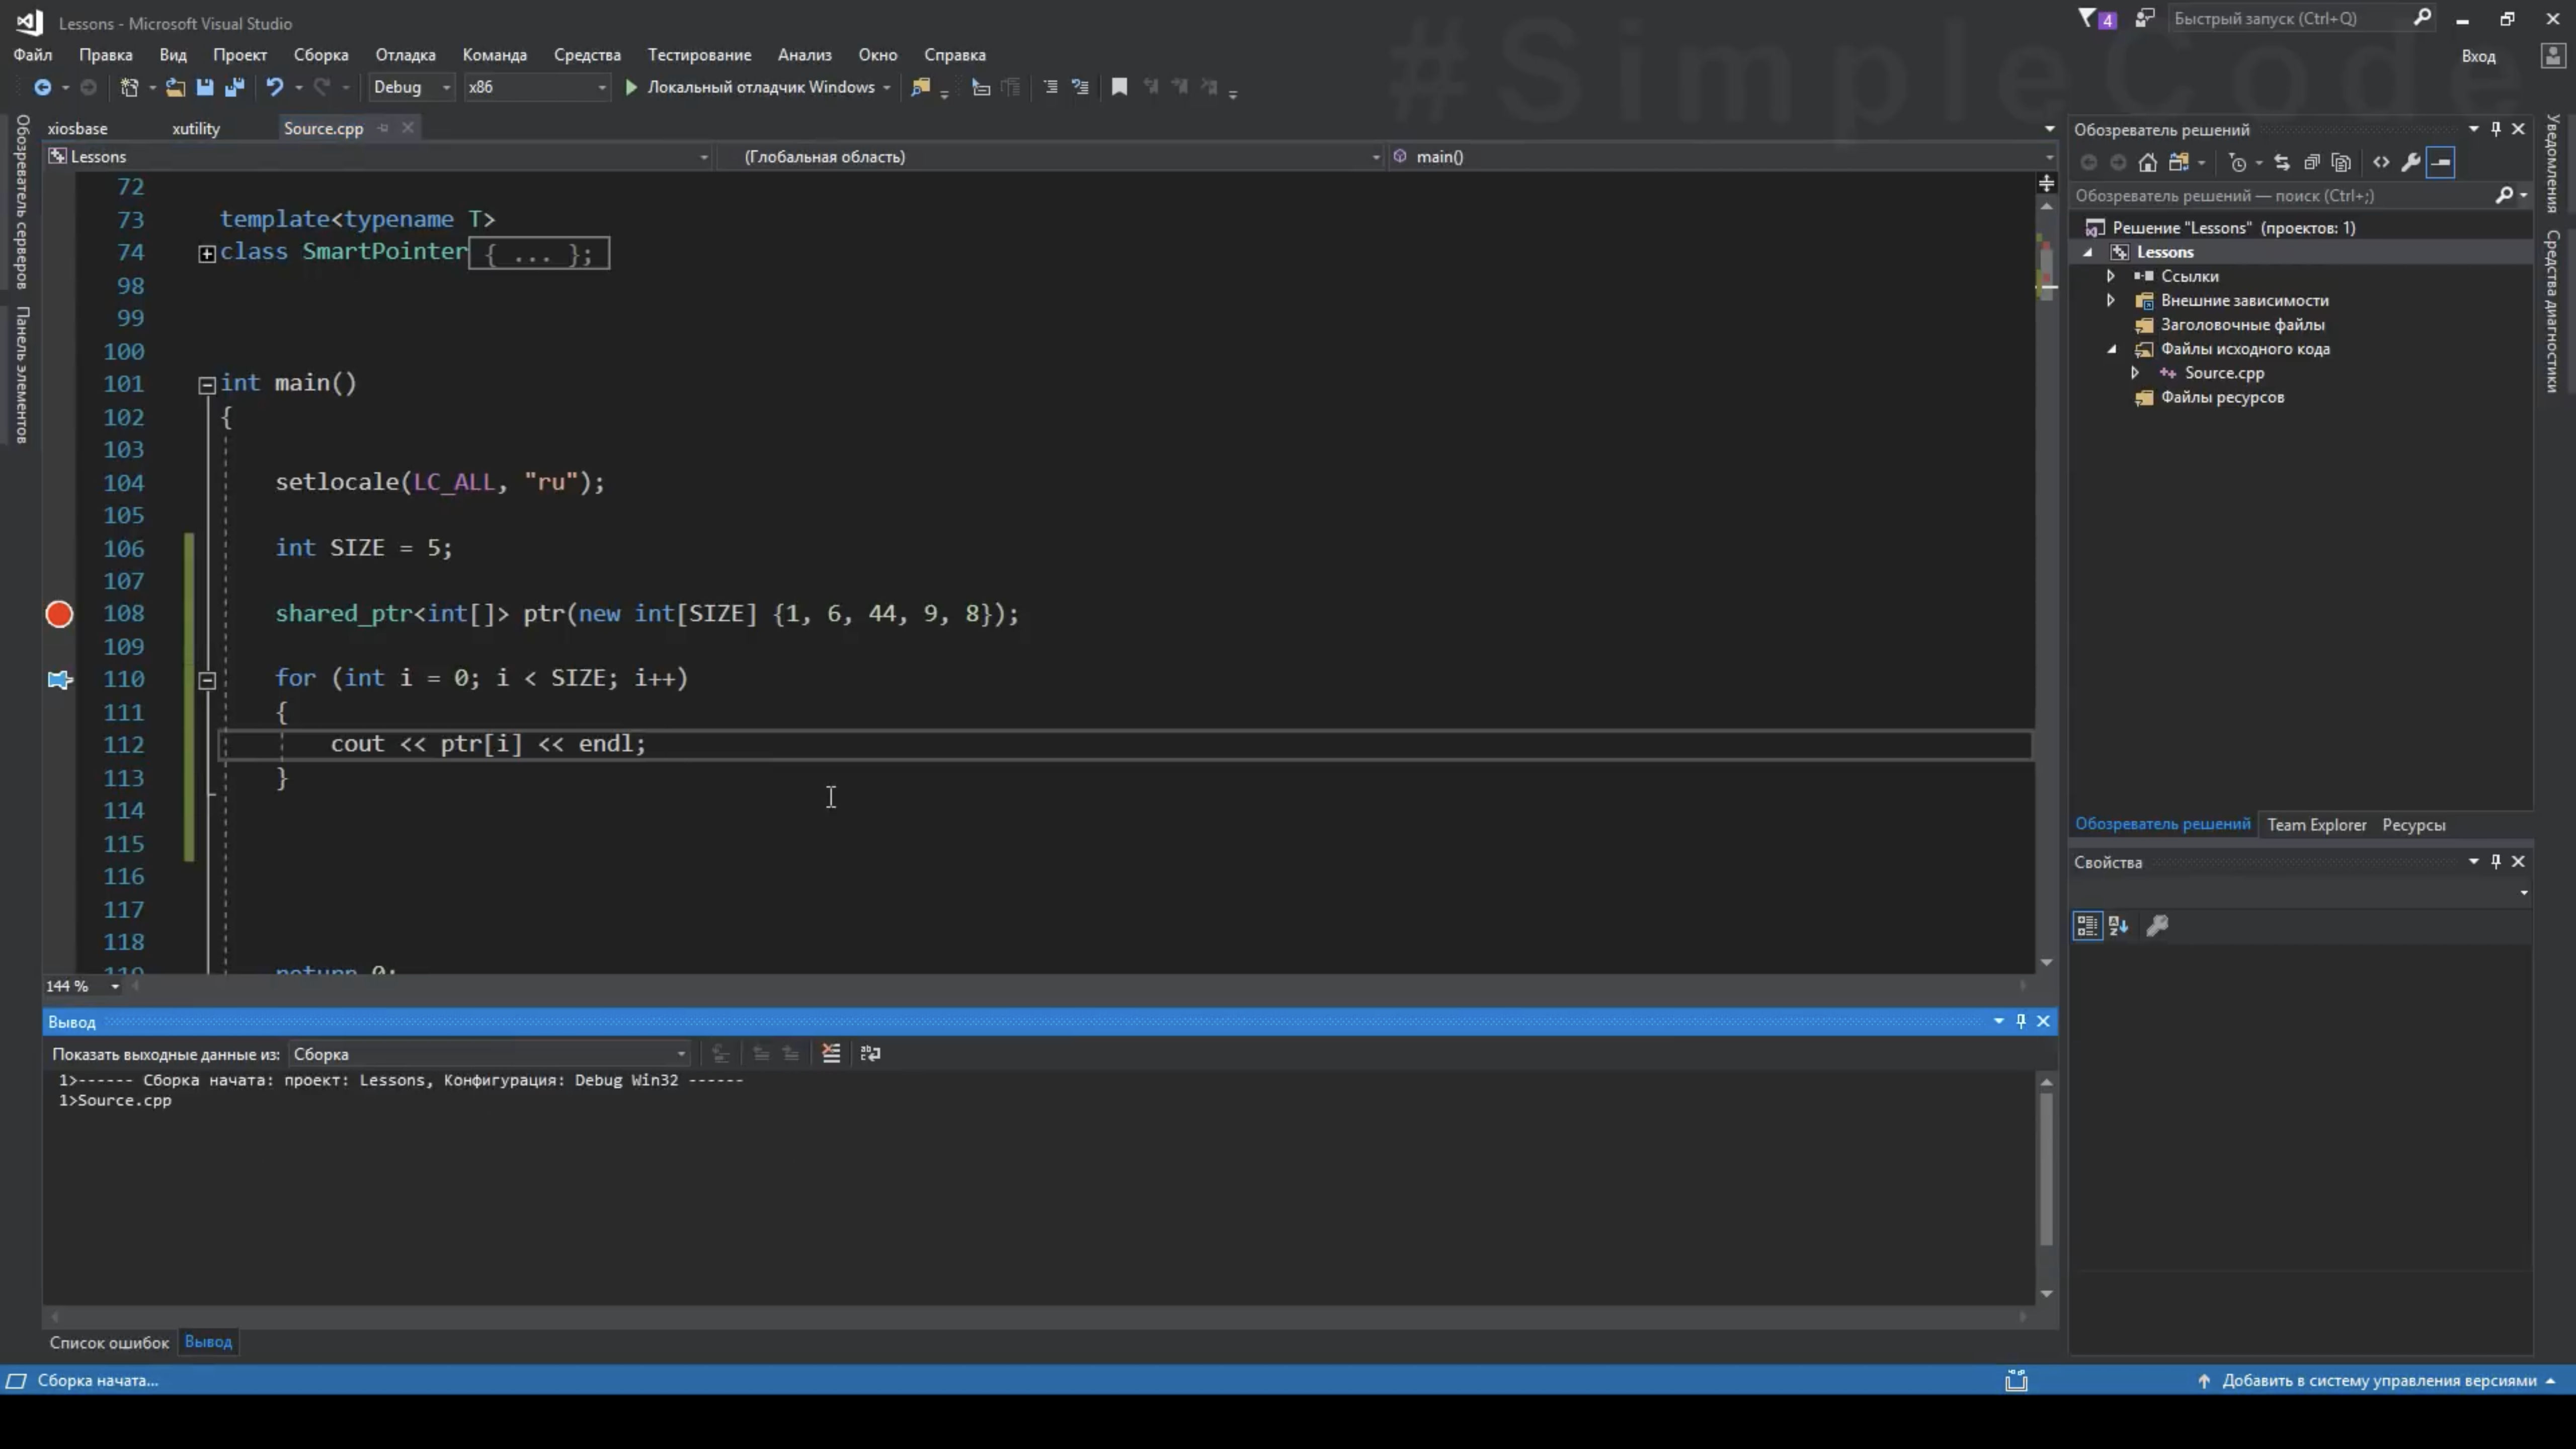 #SimpleCode
Lessons - Microsoft Visual Studio
4
Быстрый запуск (Ctrl+Q)
Файл Правка Вид Проект Сборка Отладка Команда Средства Тестирование Анализ Окно Справка
Вход
Debug x86 Локальный отладчик Windows
Обозреватель серверов
Панель элементов
xiosbase xutility Source.cpp
Lessons (Глобальная область) main()
72
73 template<typename T>
74 class SmartPointer { ... };
98
99
100
101 int main()
102 {
103
104 setlocale(LC_ALL, "ru");
105
106 int SIZE = 5;
107
108 shared_ptr<int[]> ptr(new int[SIZE] {1, 6, 44, 9, 8});
109
110 for (int i = 0; i < SIZE; i++)
111 {
112 cout << ptr[i] << endl;
113 }
114
115
116
117
118
119 return 0;
144 %
Вывод
Показать выходные данные из: Сборка
1>------ Сборка начата: проект: Lessons, Конфигурация: Debug Win32 ------
1>Source.cpp
Список ошибок Вывод
Обозреватель решений
Обозреватель решений — поиск (Ctrl+;)
Решение "Lessons" (проектов: 1)
Lessons
Ссылки
Внешние зависимости
Заголовочные файлы
Файлы исходного кода
Source.cpp
Файлы ресурсов
Обозреватель решений Team Explorer Ресурсы
Свойства
Уведомления
Средства диагностики
Сборка начата...
Добавить в систему управления версиями